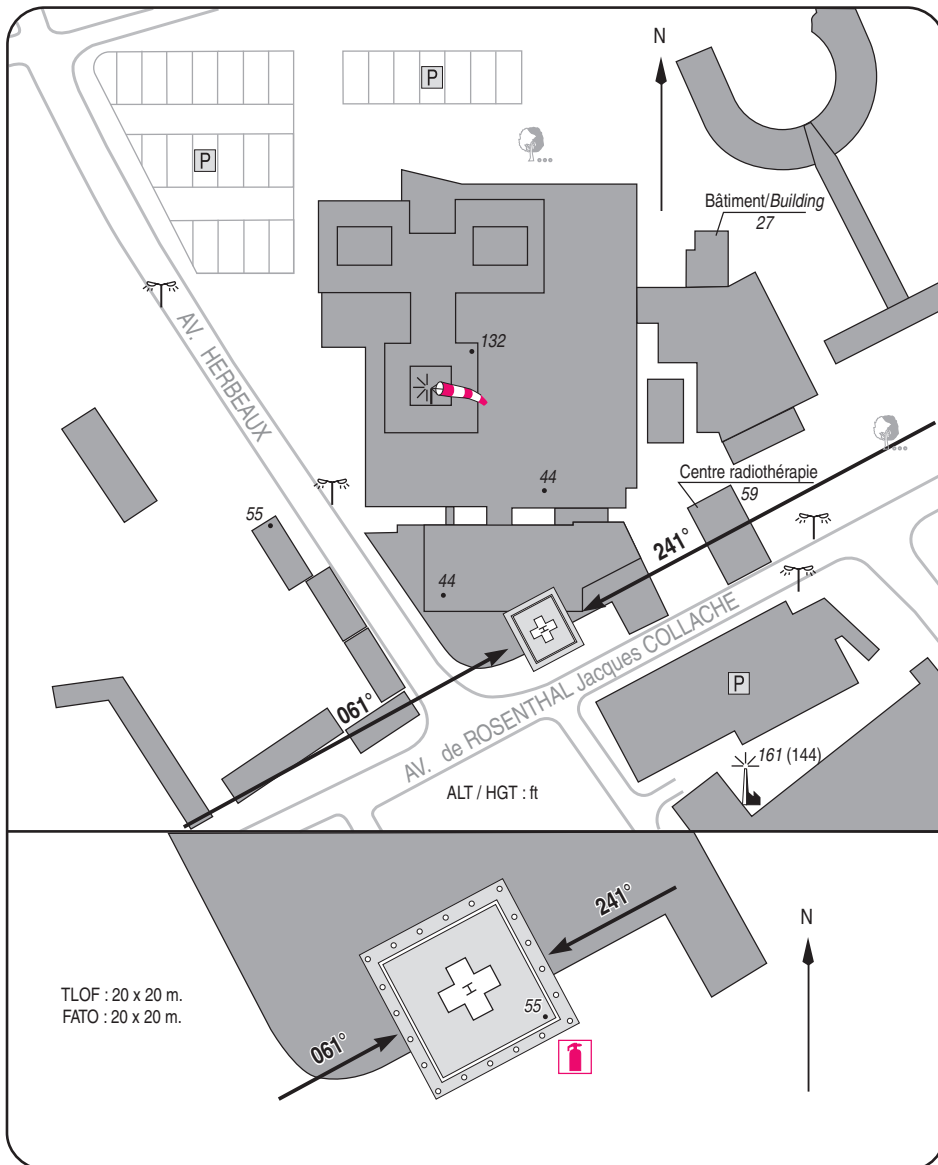 P
P
N
Bâtiment/Building
27
AV. HERBEAUX
132
Centre radiothérapie
59
44
55
241°
44
H
061°
AV. de ROSENTHAL Jacques COLLACHE
P
161 (144)
ALT / HGT : ft
N
241°
TLOF : 20 x 20 m.
FATO : 20 x 20 m.
H
55
061°